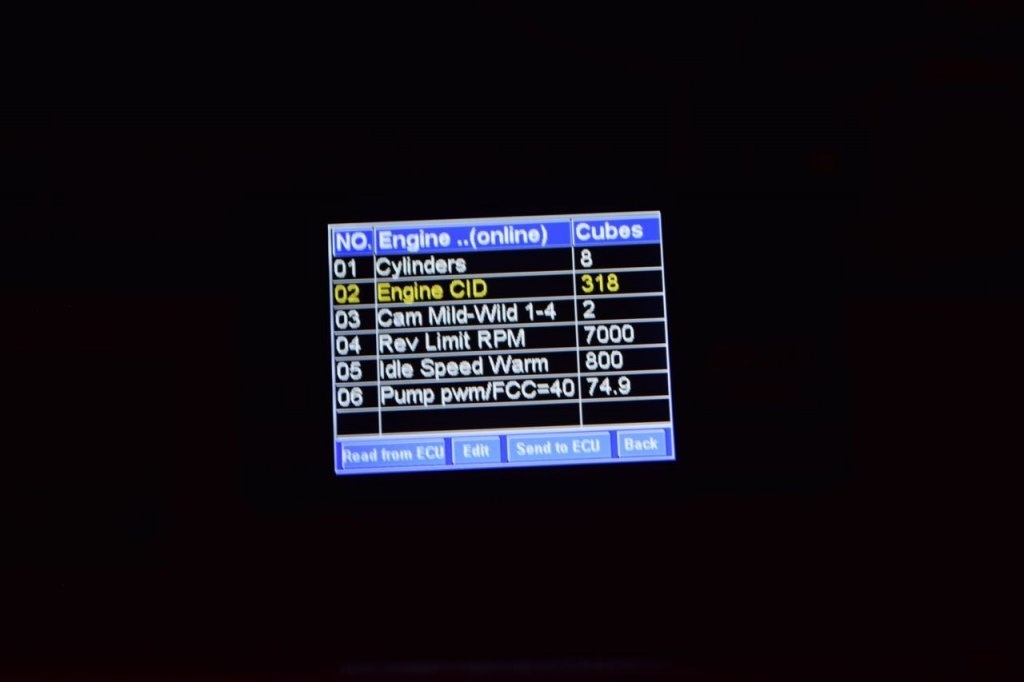 NO. Engine ..(online) Cubes
01 Cylinders 8
02 Engine CID 318
03 Cam Mild-Wild 1-4 2
04 Rev Limit RPM 7000
05 Idle Speed Warm 800
06 Pump pwm/FCC=40 74.9
Read from ECU Edit Send to ECU Back